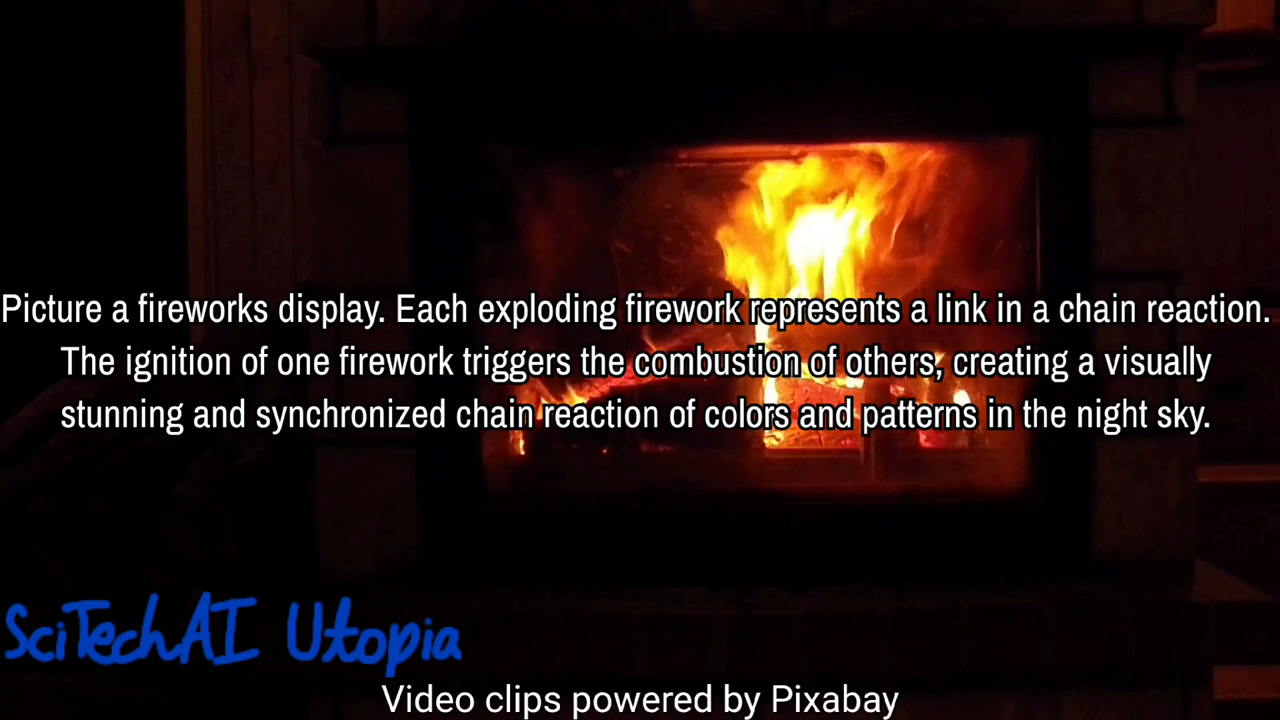 Picture a fireworks display. Each exploding firework represents a link in a chain reaction.
The ignition of one firework triggers the combustion of others, creating a visually
stunning and synchronized chain reaction of colors and patterns in the night sky.
SciTechAI Utopia
Video clips powered by Pixabay